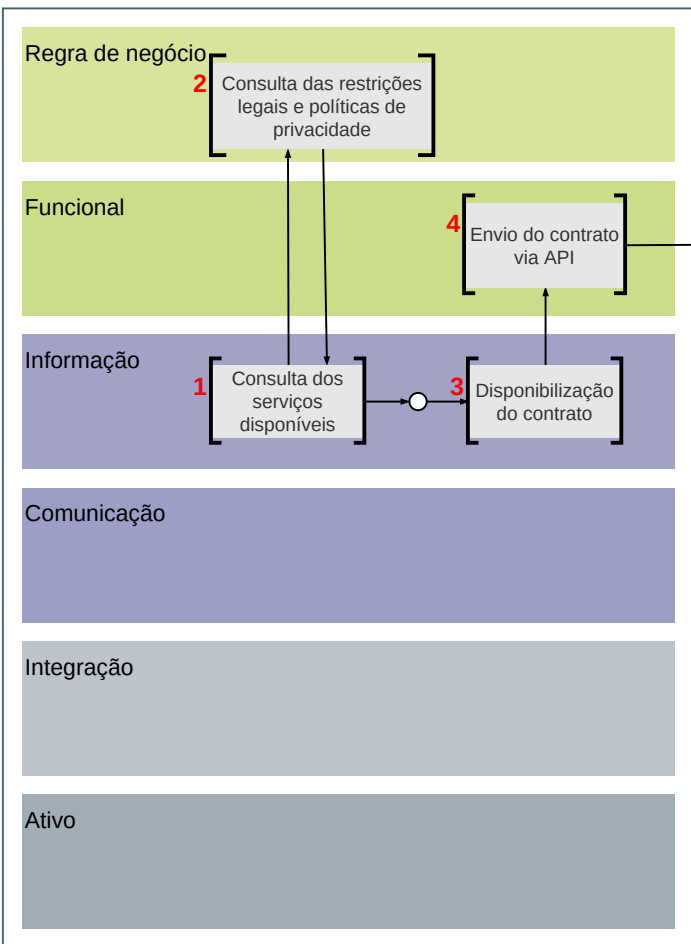 Regra de negócio
2
Consulta das restrições
legais e políticas de
privacidade
Funcional
4
Envio do contrato
via API
Informação
1
Consulta dos
serviços
disponíveis
3
Disponibilização
do contrato
Comunicação
Integração
Ativo